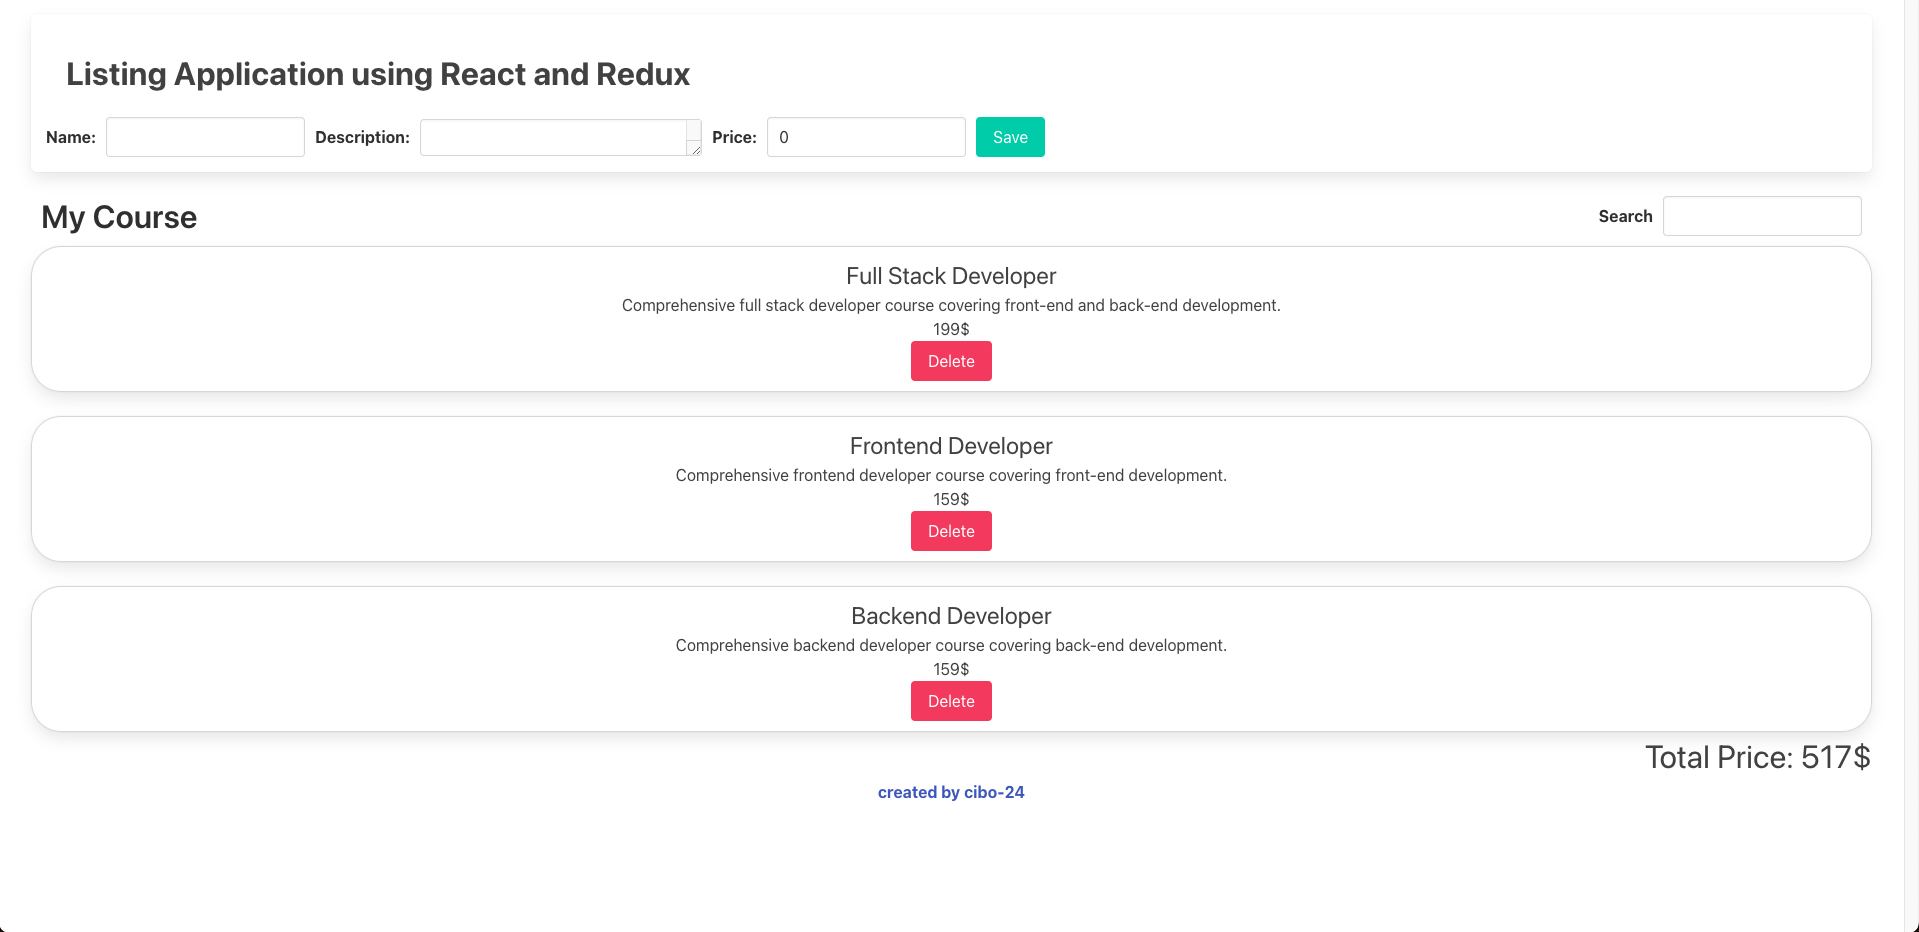 Listing Application using React and Redux
Name: Description: Price: 0 Save
My Course Search
Full Stack Developer
Comprehensive full stack developer course covering front-end and back-end development.
199$
Delete
Frontend Developer
Comprehensive frontend developer course covering front-end development.
159$
Delete
Backend Developer
Comprehensive backend developer course covering back-end development.
159$
Delete
Total Price: 517$
created by cibo-24